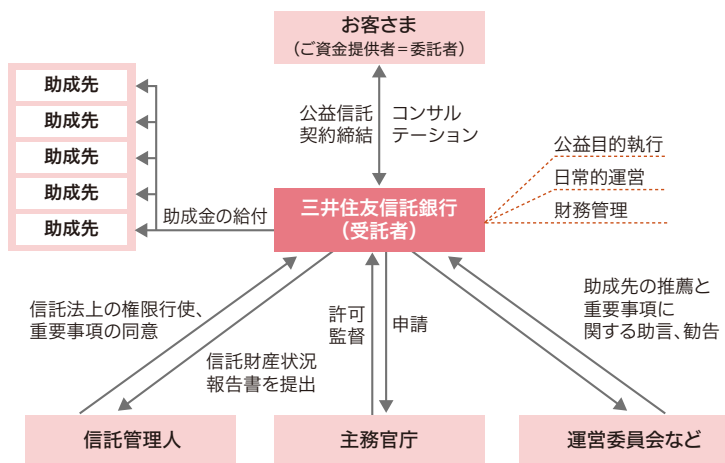 お客さま
(ご資金提供者=委託者)
助成先
助成先
助成先
助成先
助成先
公益信託
契約締結
コンサル
テーション
公益目的執行
日常的運営
財務管理
助成金の給付
三井住友信託銀行
(受託者)
信託法上の権限行使、
重要事項の同意
信託財産状況
報告書を提出
許可
監督
申請
助成先の推薦と
重要事項に
関する助言、勧告
信託管理人
主務官庁
運営委員会など